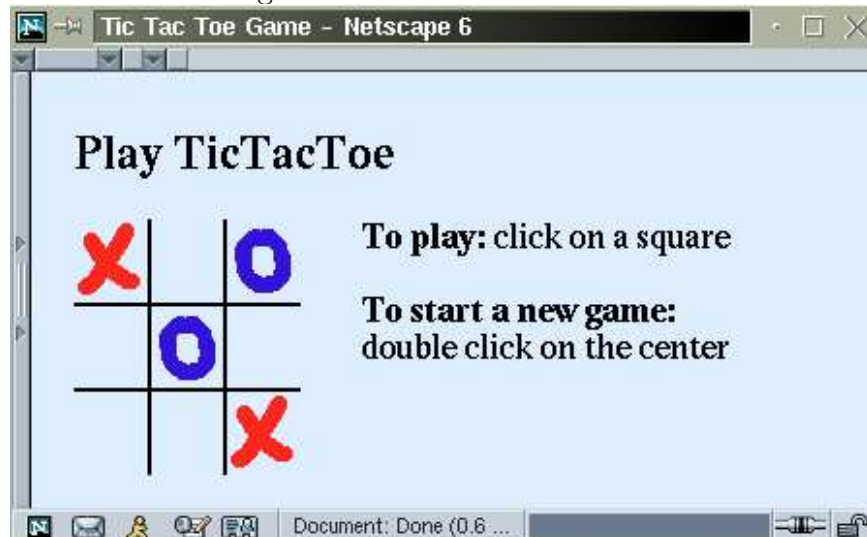 Tic Tac Toe Game - Netscape 6
Play TicTacToe
X O
To play: click on a square
O
To start a new game:
double click on the center
X
Document: Done (0.6 ...